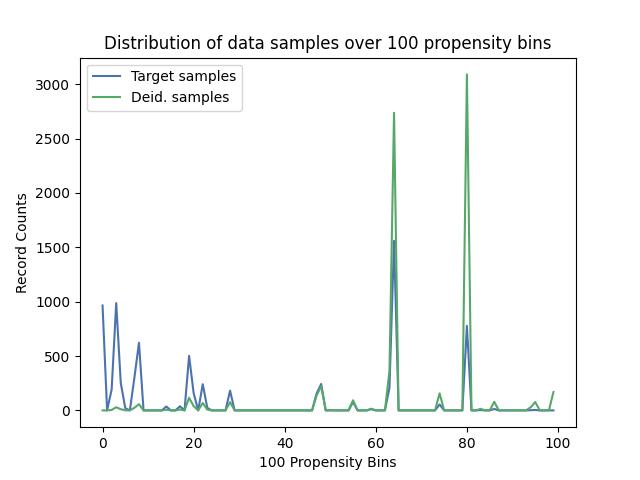 Distribution of data samples over 100 propensity bins
Target samples
Deid. samples
3000
2500
2000
1500
1000
500
0
Record Counts
0 20 40 60 80 100
100 Propensity Bins